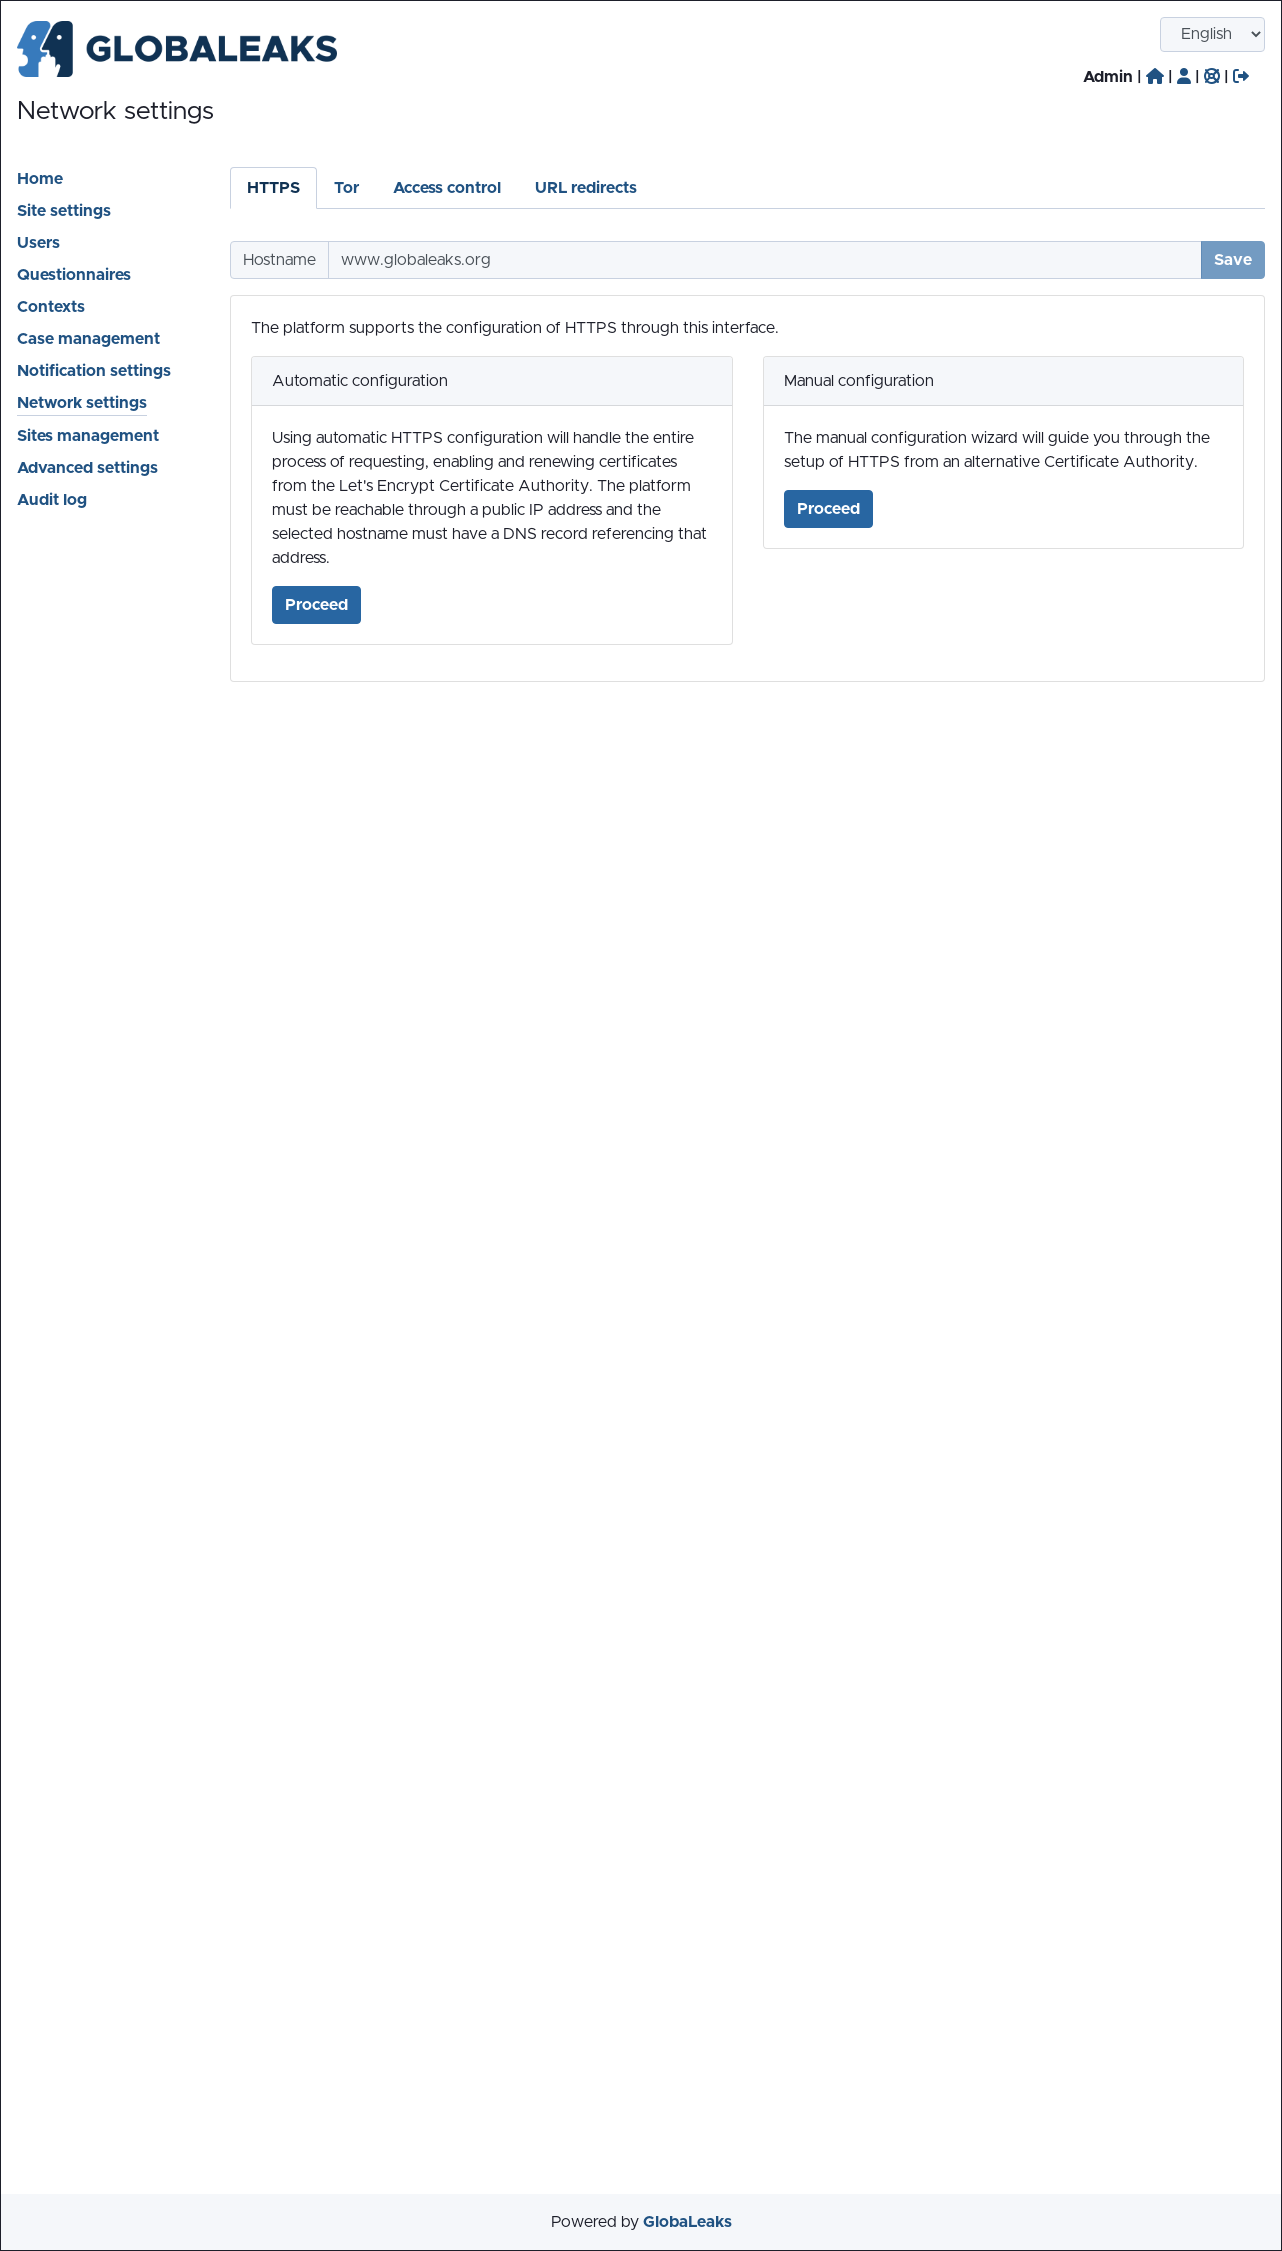 GLOBALEAKS
English
Admin | | | |
Network settings
Home
Site settings
Users
Questionnaires
Contexts
Case management
Notification settings
Network settings
Sites management
Advanced settings
Audit log
HTTPS Tor Access control URL redirects
Hostname www.globaleaks.org Save
The platform supports the configuration of HTTPS through this interface.
Automatic configuration
Using automatic HTTPS configuration will handle the entire
process of requesting, enabling and renewing certificates
from the Let's Encrypt Certificate Authority. The platform
must be reachable through a public IP address and the
selected hostname must have a DNS record referencing that
address.
Proceed
Manual configuration
The manual configuration wizard will guide you through the
setup of HTTPS from an alternative Certificate Authority.
Proceed
Powered by GlobaLeaks